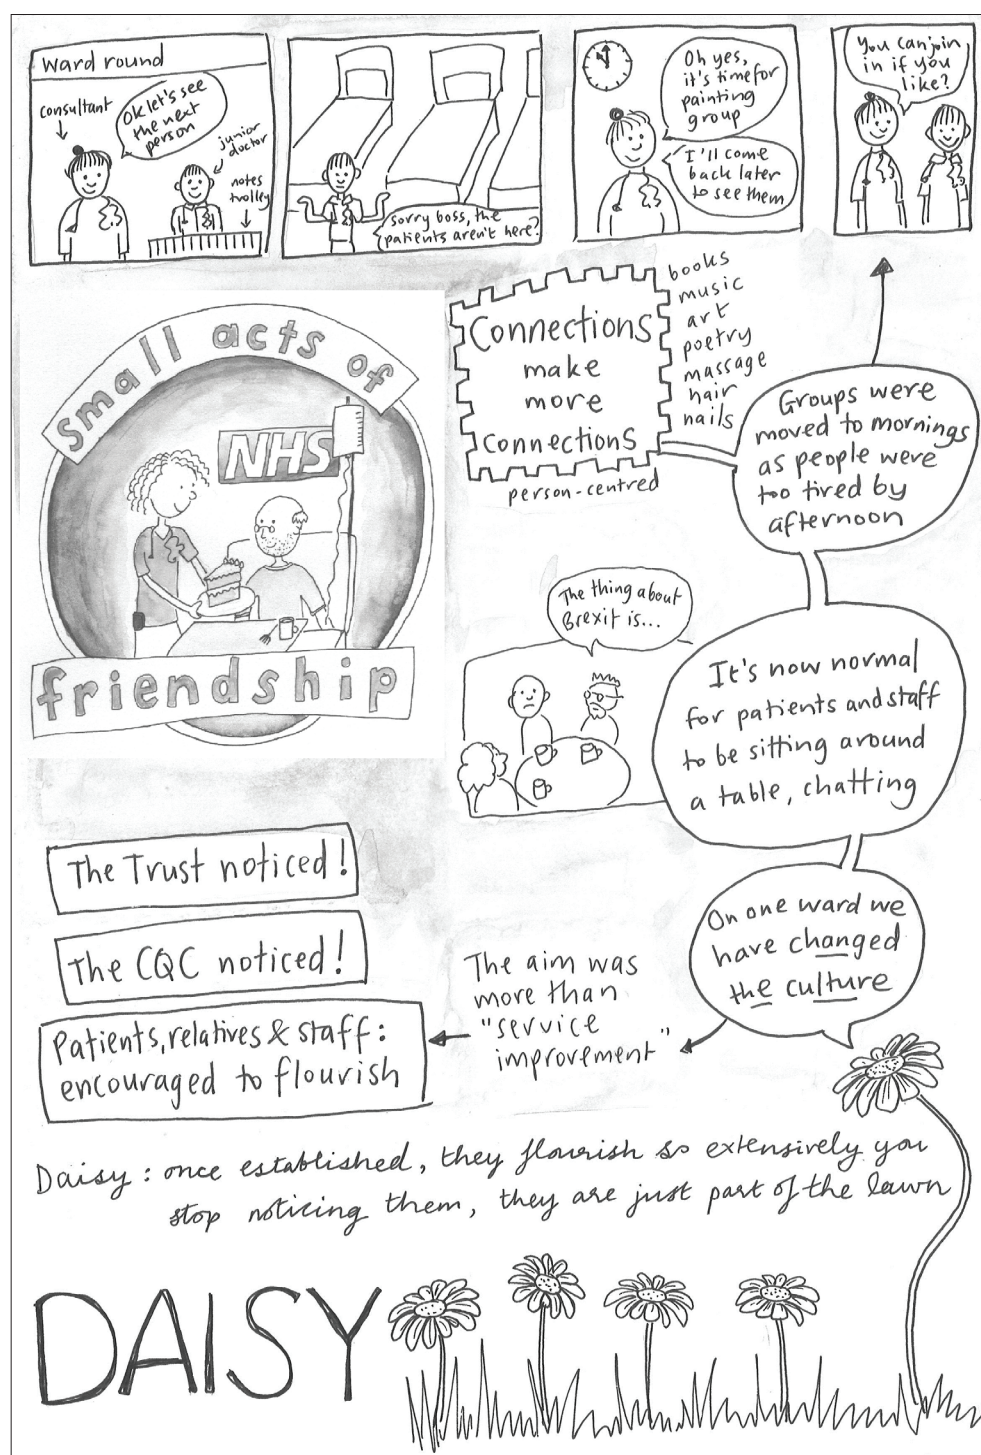 Ward round
consultant
Ok let's see
the next
person
junior
doctor
notes
trolley
Sorry boss, the
patients aren't here?
Oh yes,
it's time for
painting
group
I'll come
back later
to see them
You can join
in if you
like?
small acts of
NHS
friendship
Connections
make
more
connections
person-centred
books
music
art
poetry
massage
hair
nails
Groups were
moved to mornings
as people were
too tired by
afternoon
The thing about
Brexit is...
It's now normal
for patients and staff
to be sitting around
a table, chatting
On one ward we
have changed
the culture
The aim was
more than
"service
improvement"
The Trust noticed!
The CQC noticed!
Patients, relatives & staff:
encouraged to flourish
Daisy: once established, they flourish so extensively you
stop noticing them, they are just part of the lawn
DAISY